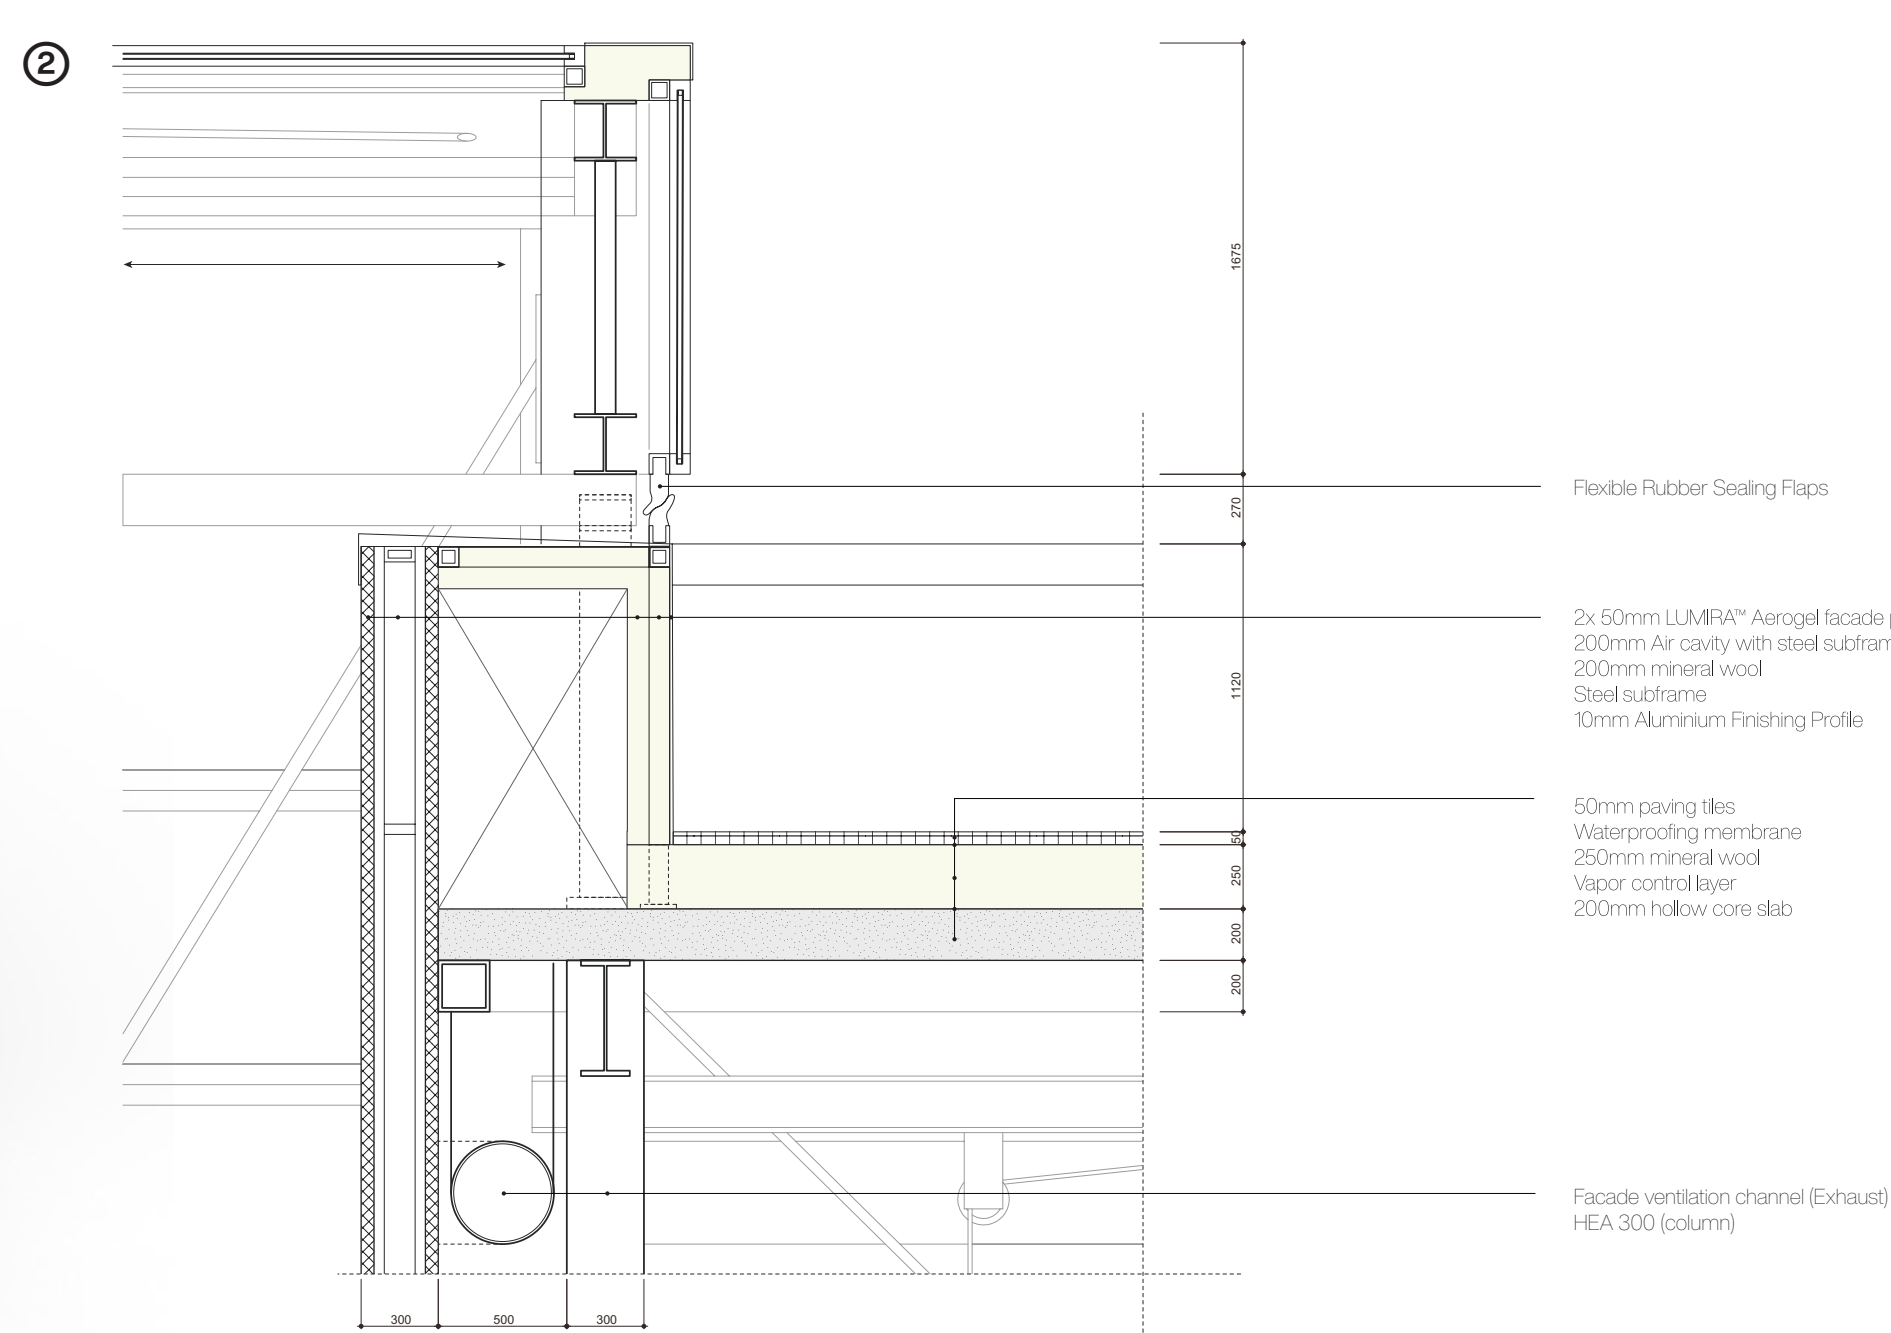 2
1675
Flexible Rubber Sealing Flaps
270
2x 50mm LUMIRA™ Aerogel facade
200mm Air cavity with steel
200mm mineral wool
Steel subframe
10mm Aluminium Finishing Profile
1120
50mm paving tiles
Waterproofing membrane
250mm mineral wool
Vapor control layer
200mm hollow core slab
50
250
200
200
Facade ventilation channel (Exhaust)
HEA 300 (column)
300 500 300